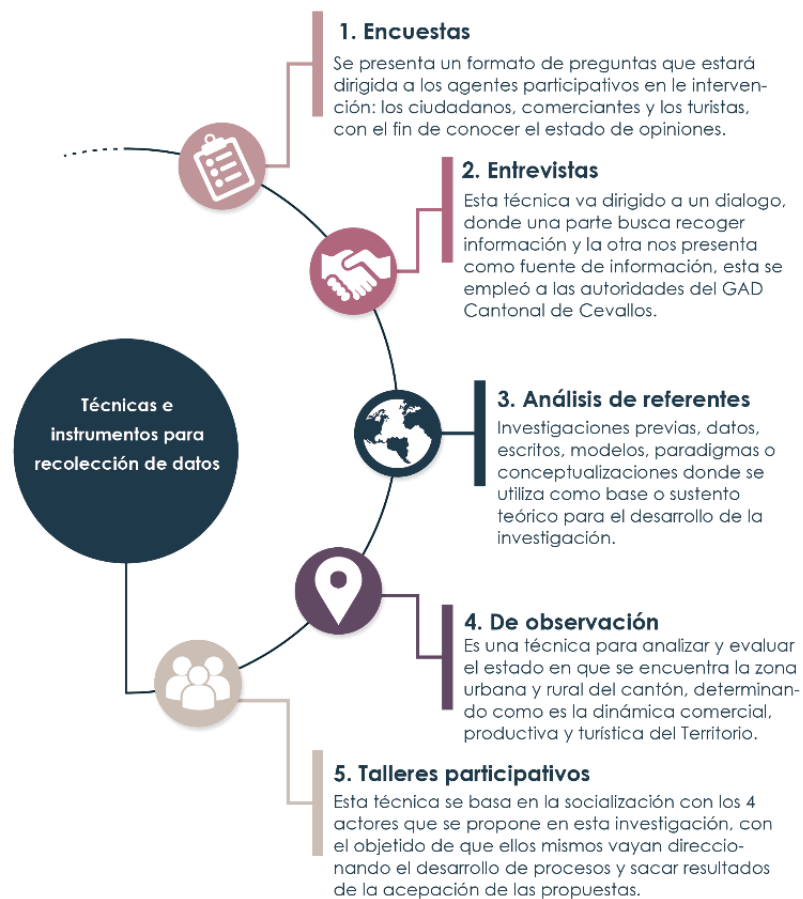 1. Encuestas
Se presenta un formato de preguntas que estará
dirigida a los agentes participativos en le interven-
ción: los ciudadanos, comerciantes y los turistas,
con el fin de conocer el estado de opiniones.
2. Entrevistas
Esta técnica va dirigido a un dialogo,
donde una parte busca recoger
información y la otra nos presenta
como fuente de información, esta se
empleó a las autoridades del GAD
Cantonal de Cevallos.
Técnicas e
instrumentos para
recolección de datos
3. Análisis de referentes
Investigaciones previas, datos,
escritos, modelos, paradigmas o
conceptualizaciones donde se
utiliza como base o sustento
teórico para el desarrollo de la
investigación.
4. De observación
Es una técnica para analizar y evaluar
el estado en que se encuentra la zona
urbana y rural del cantón, determinan-
do como es la dinámica comercial,
productiva y turística del Territorio.
5. Talleres participativos
Esta técnica se basa en la socialización con los 4
actores que se propone en esta investigación, con
el objetido de que ellos mismos vayan direccio-
nando el desarrollo de procesos y sacar resultados
de la acepación de las propuestas.